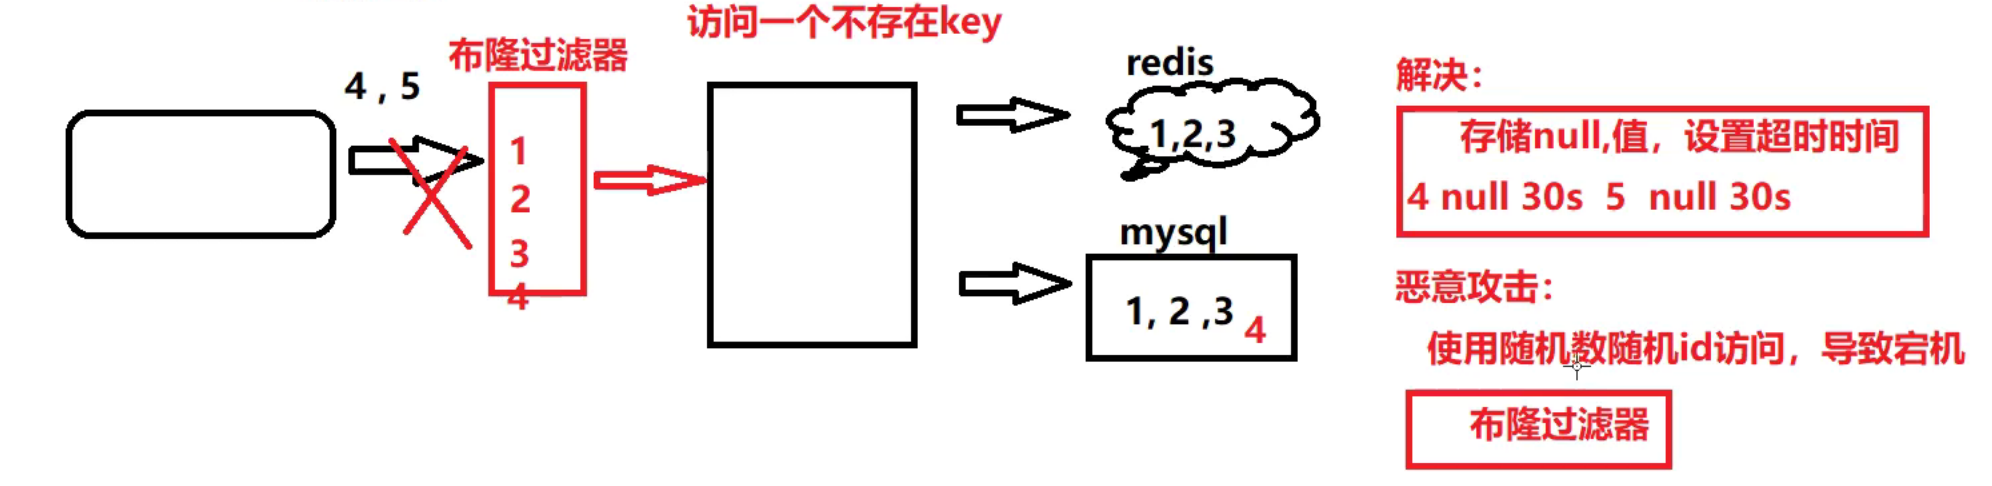 访问一个不存在key
布隆过滤器
4 , 5
1
2
3
4
redis
1,2,3
mysql
1, 2 ,3 4
解决：
存储null,值，设置超时时间
4 null 30s 5 null 30s
恶意攻击：
使用随机数随机id访问，导致宕机
布隆过滤器